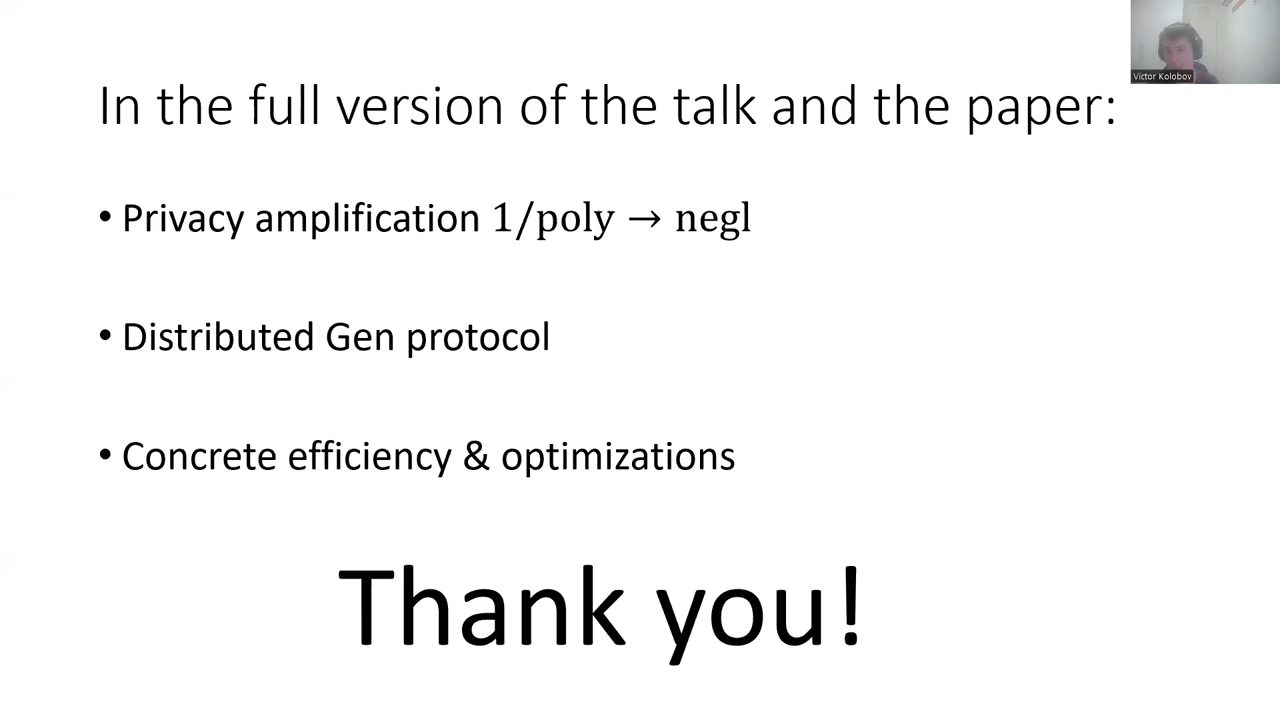 Victor Kolobov
In the full version of the talk and the paper:
• Privacy amplification 1/poly → negl
• Distributed Gen protocol
• Concrete efficiency & optimizations
Thank you!